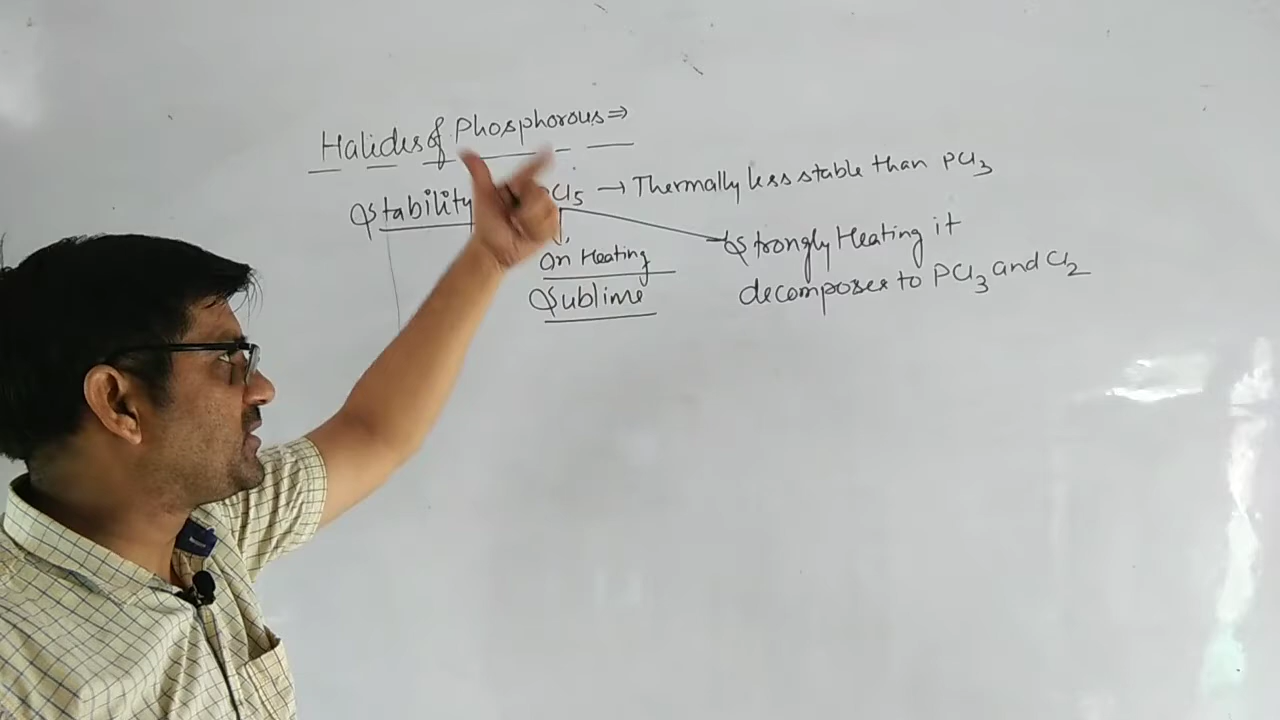 Halides of Phosphorous ⇒
Stability
Cl5 → Thermally less stable than PCl3
On Heating
Sublime
Strongly Heating it
decomposes to PCl3 and Cl2